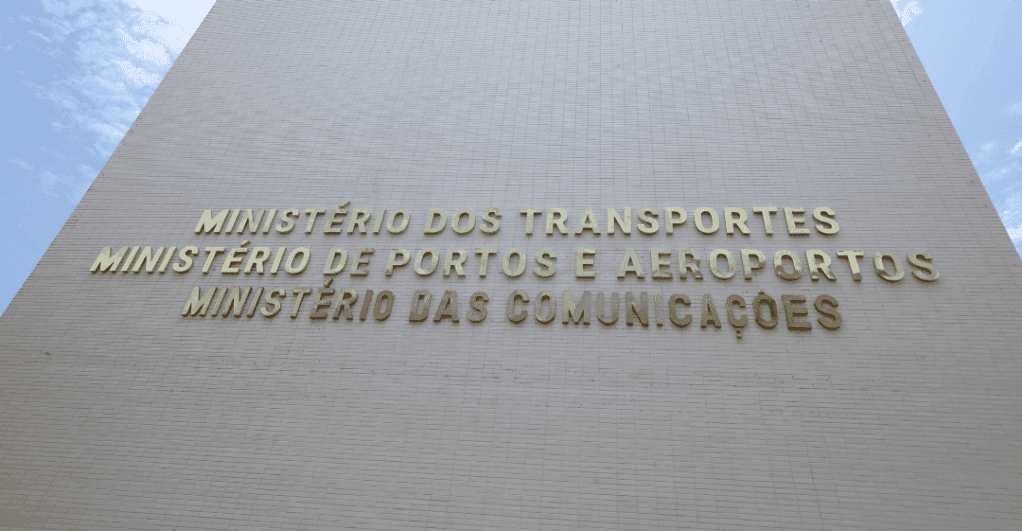 MINISTÉRIO DOS TRANSPORTES
MINISTÉRIO DE PORTOS E AEROPORTOS
MINISTÉRIO DAS COMUNICAÇÕES